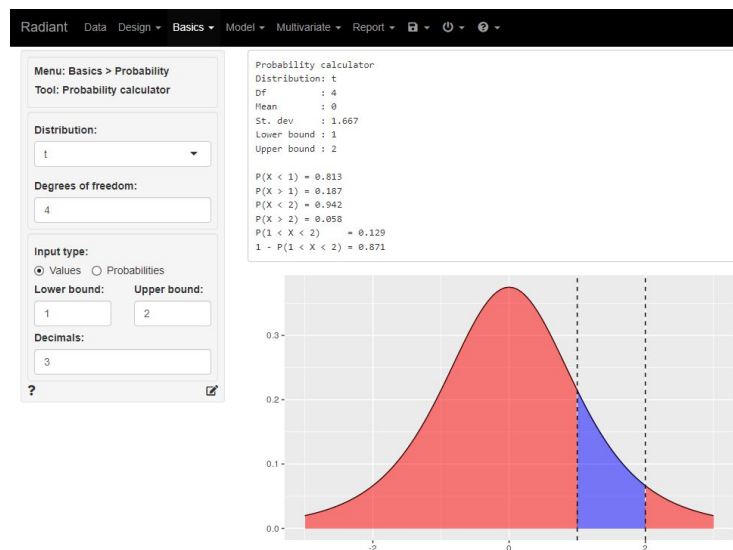 Radiant Data Design Basics Model Multivariate Report
Menu: Basics > Probability
Tool: Probability calculator
Distribution:
t
Degrees of freedom:
4
Input type:
Values Probabilities
Lower bound: Upper bound:
1 2
Decimals:
3
?
Probability calculator
Distribution: t
Df : 4
Mean : 0
St. dev : 1.667
Lower bound : 1
Upper bound : 2
P(X < 1) = 0.813
P(X > 1) = 0.187
P(X < 2) = 0.942
P(X > 2) = 0.058
P(1 < X < 2) = 0.129
1 - P(1 < X < 2) = 0.871
0.3
0.2
0.1
0.0
-2 0 2